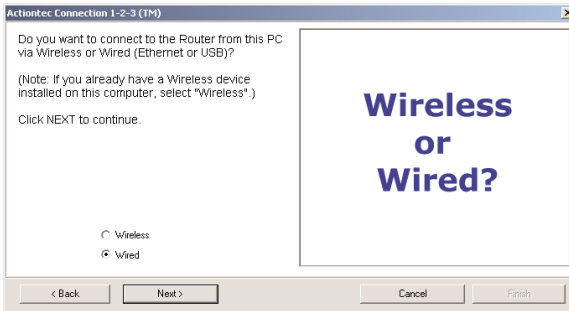 Actiontec Connection 1-2-3 (TM)
Do you want to connect to the Router from this PC
via Wireless or Wired (Ethernet or USB)?
(Note: If you already have a Wireless device
installed on this computer, select "Wireless".)
Click NEXT to continue.
Wireless
or
Wired?
Wireless
Wired
< Back
Next >
Cancel
Finish